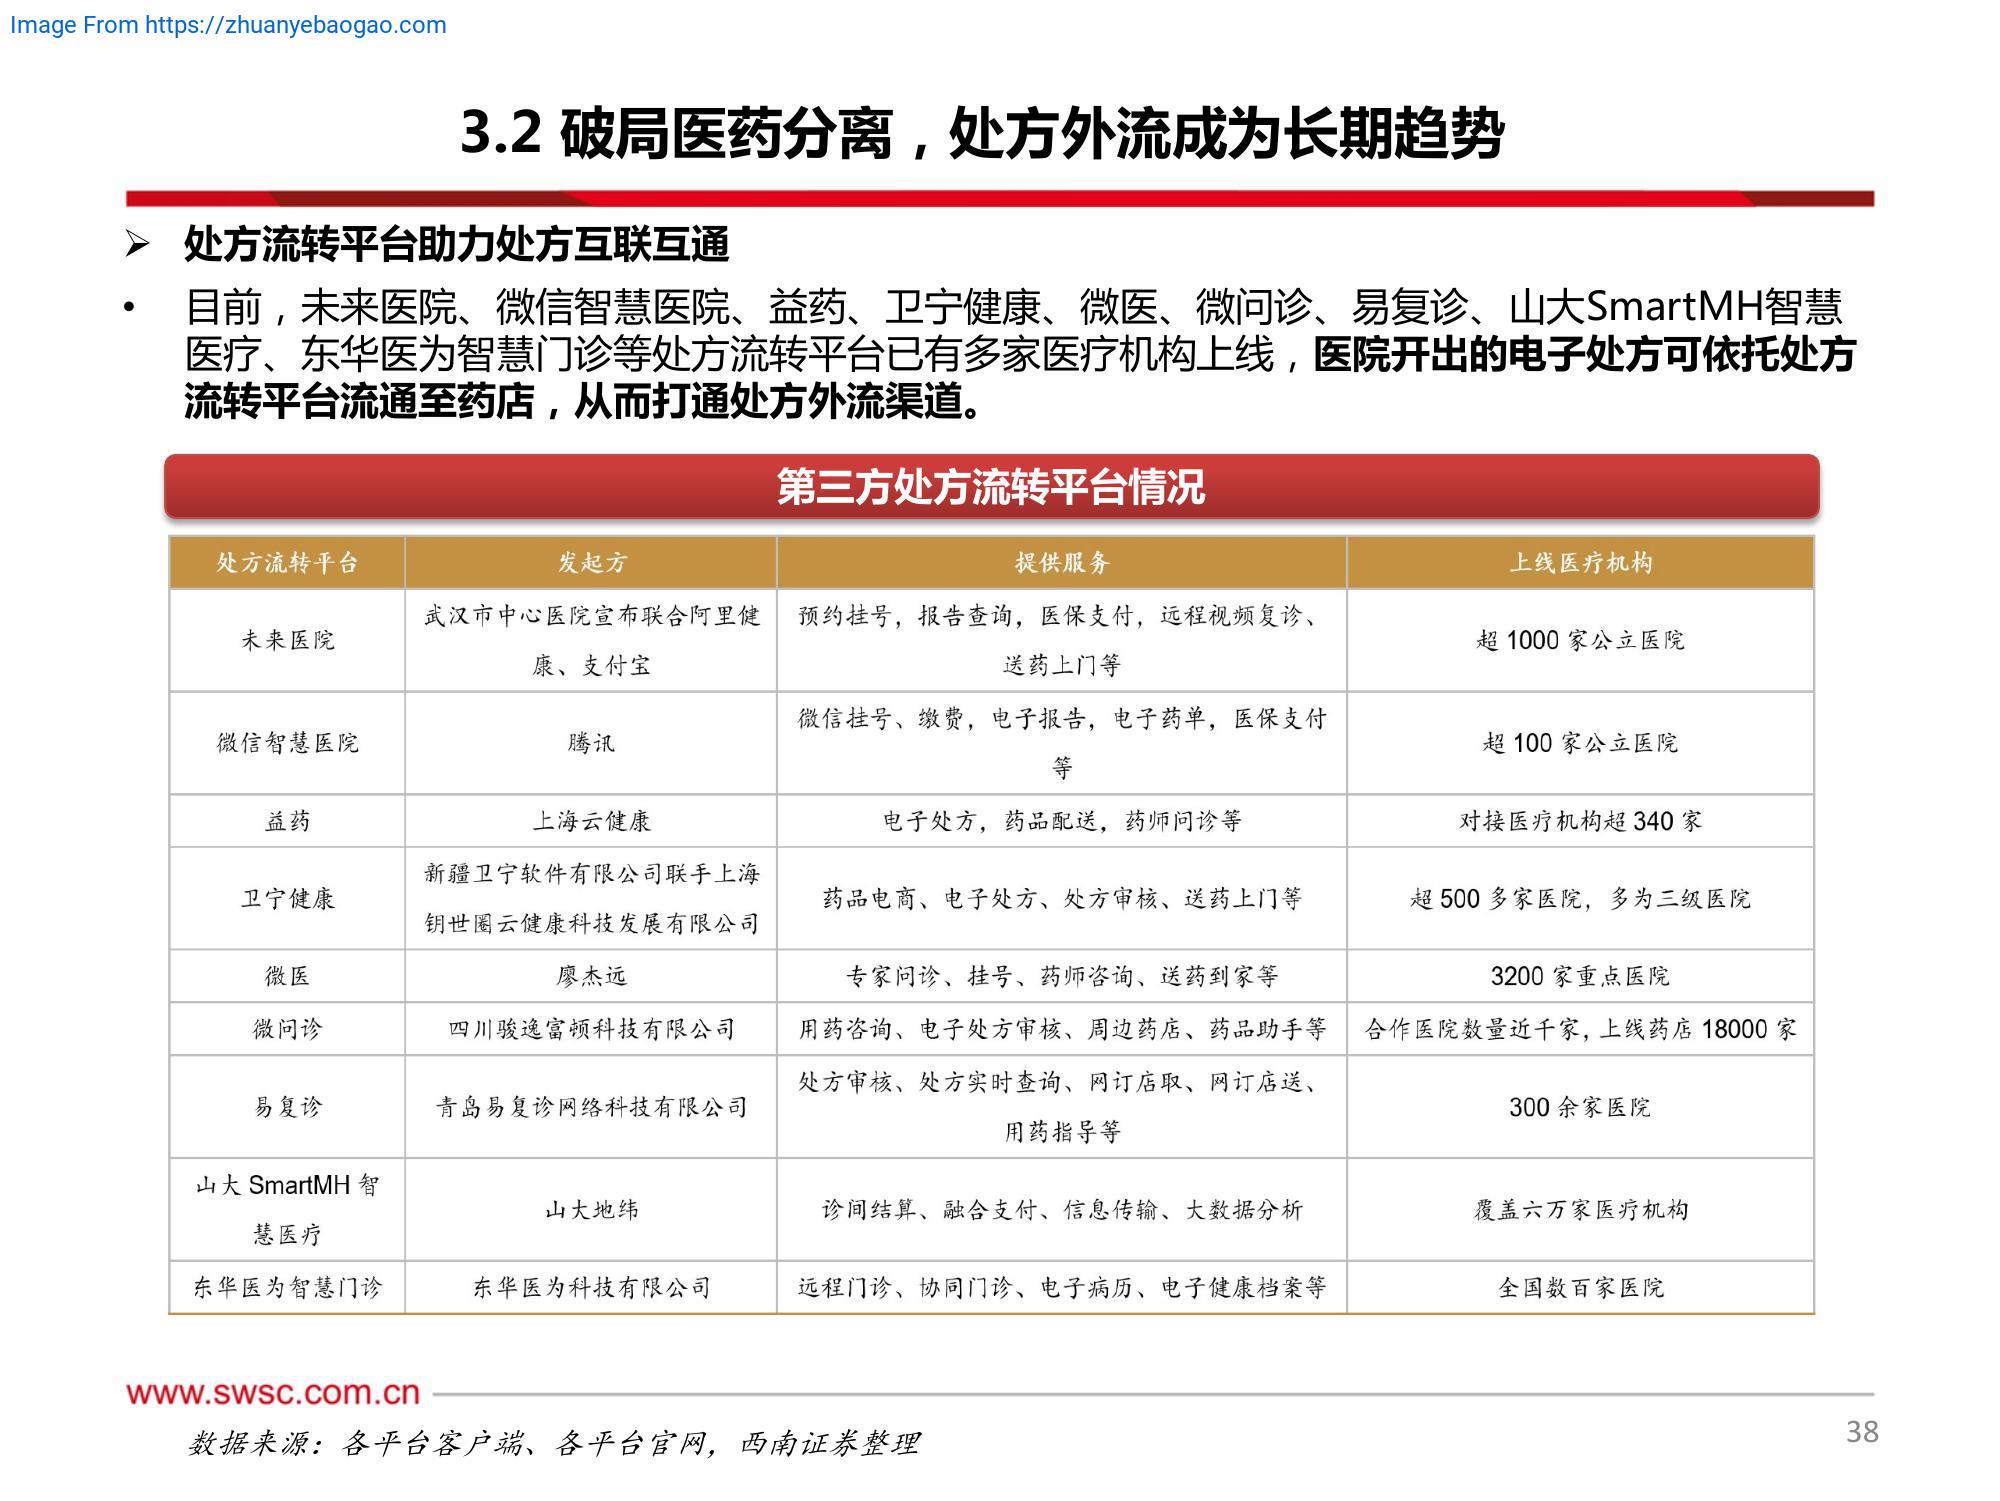 Image From https://zhuanyebaogao.com
3.2 破局医药分离，处方外流成为长期趋势
➢ 处方流转平台助力处方互联互通
• 目前，未来医院、微信智慧医院、益药、卫宁健康、微医、微问诊、易复诊、山大SmartMH智慧
医疗、东华医为智慧门诊等处方流转平台已有多家医疗机构上线，医院开出的电子处方可依托处方
流转平台流通至药店，从而打通处方外流渠道。
第三方处方流转平台情况
处方流转平台 发起方 提供服务 上线医疗机构
未来医院 武汉市中心医院宣布联合阿里健
康、支付宝 预约挂号，报告查询，医保支付，远程视频复诊、
送药上门等 超 1000 家公立医院
微信智慧医院 腾讯 微信挂号、缴费，电子报告，电子药单，医保支付
等 超 100 家公立医院
益药 上海云健康 电子处方，药品配送，药师问诊等 对接医疗机构超 340 家
卫宁健康 新疆卫宁软件有限公司联手上海
钥世圈云健康科技发展有限公司 药品电商、电子处方、处方审核、送药上门等 超 500 多家医院，多为三级医院
微医 廖杰远 专家问诊、挂号、药师咨询、送药到家等 3200 家重点医院
微问诊 四川骏逸富顿科技有限公司 用药咨询、电子处方审核、周边药店、药品助手等 合作医院数量近千家，上线药店 18000 家
易复诊 青岛易复诊网络科技有限公司 处方审核、处方实时查询、网订店取、网订店送、
用药指导等 300 余家医院
山大 SmartMH 智
慧医疗 山大地纬 诊间结算、融合支付、信息传输、大数据分析 覆盖六万家医疗机构
东华医为智慧门诊 东华医为科技有限公司 远程门诊、协同门诊、电子病历、电子健康档案等 全国数百家医院
www.swsc.com.cn
数据来源：各平台客户端、各平台官网，西南证券整理
38